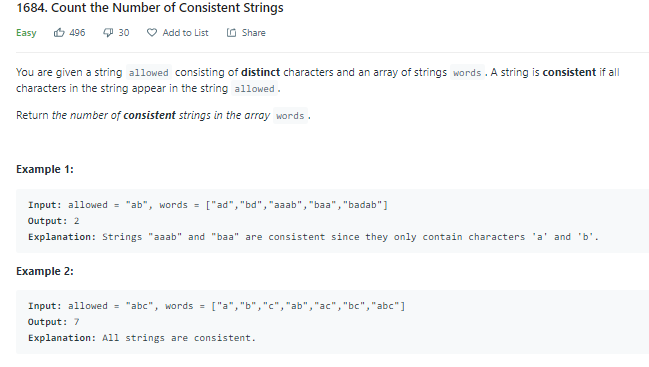 1684. Count the Number of Consistent Strings
Easy 496 30 Add to List Share
You are given a string allowed consisting of distinct characters and an array of strings words . A string is consistent if all
characters in the string appear in the string allowed .
Return the number of consistent strings in the array words .
Example 1:
Input: allowed = "ab", words = ["ad","bd","aaab","baa","badab"]
Output: 2
Explanation: Strings "aaab" and "baa" are consistent since they only contain characters 'a' and 'b'.
Example 2:
Input: allowed = "abc", words = ["a","b","c","ab","ac","bc","abc"]
Output: 7
Explanation: All strings are consistent.